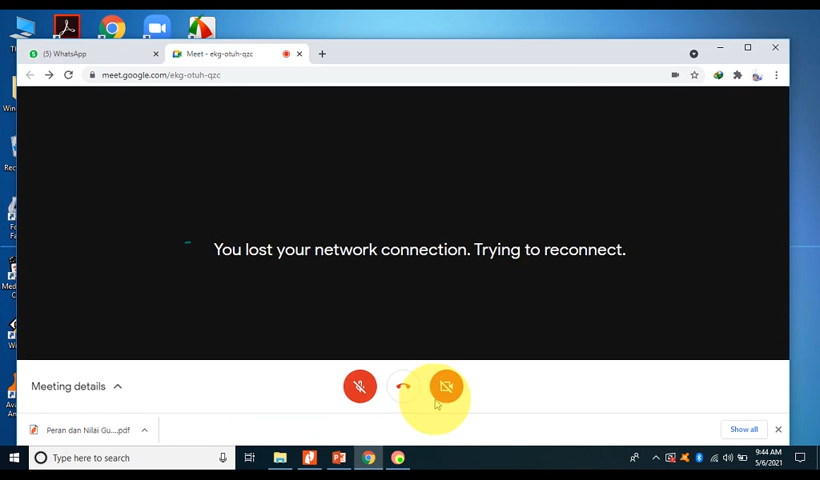 (5) WhatsApp
Meet - ekg-otuh-qzc
meet.google.com/ekg-otuh-qzc
You lost your network connection. Trying to reconnect.
Meeting details
Peran dan Nilai Gu....pdf
Show all
Type here to search
9:44 AM
5/6/2021